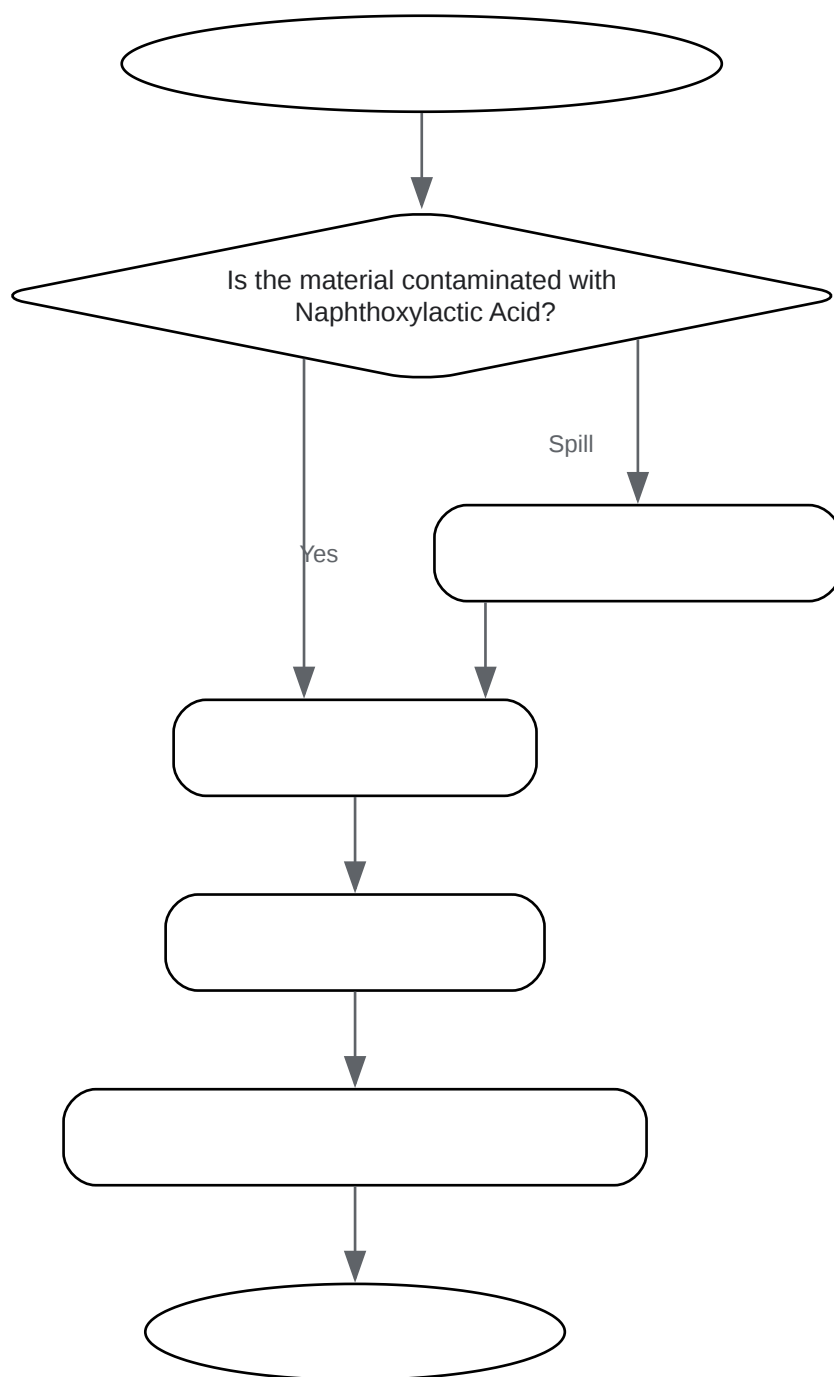 Is the material contaminated with
Naphthoxylactic Acid?
Spill
Yes